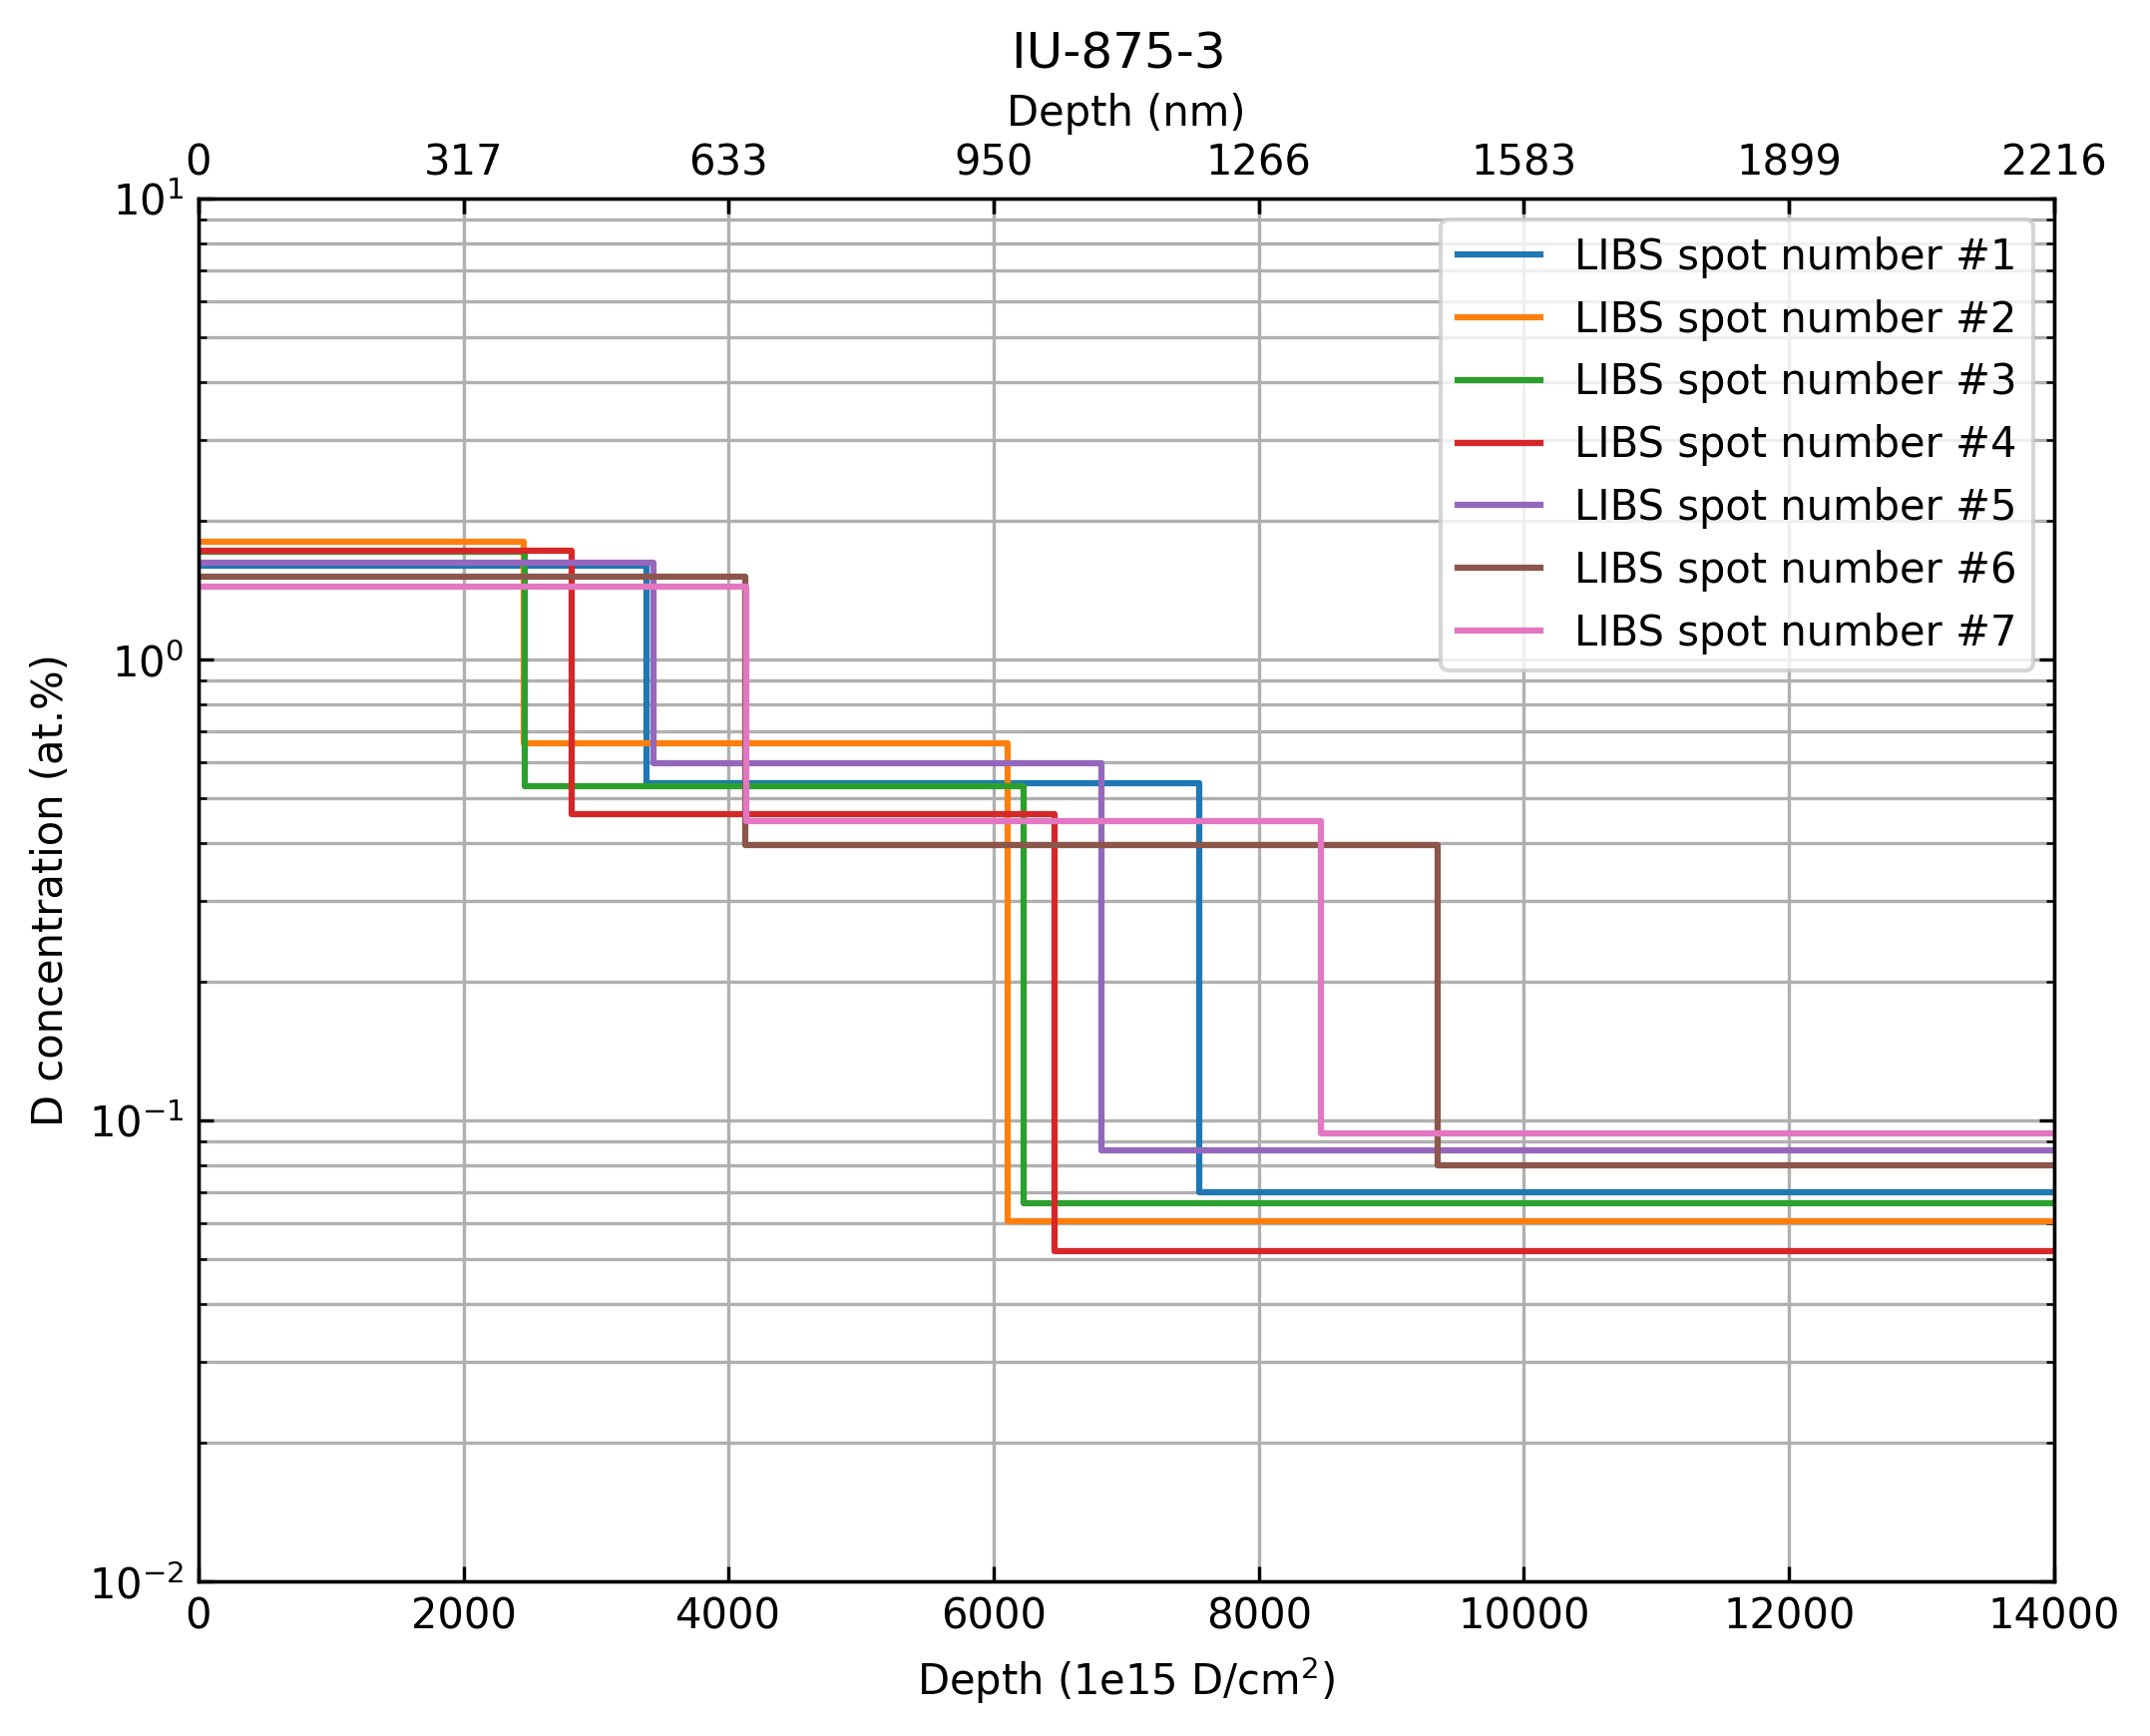 IU-875-3
Depth (nm)
0 317 633 950 1266 1583 1899 2216
10¹
10⁰
10⁻¹
10⁻²
D concentration (at.%)
LIBS spot number #1
LIBS spot number #2
LIBS spot number #3
LIBS spot number #4
LIBS spot number #5
LIBS spot number #6
LIBS spot number #7
0 2000 4000 6000 8000 10000 12000 14000
Depth (1e15 D/cm²)